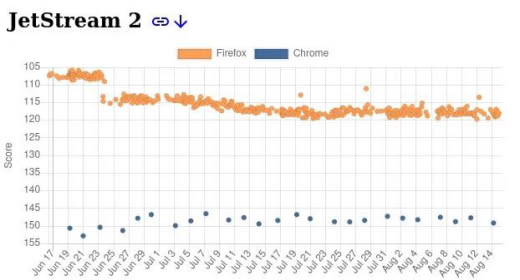 JetStream 2
Firefox Chrome
105
110
115
120
125
130
135
140
145
150
155
Score
Jun 17
Jun 19
Jun 21
Jun 23
Jun 25
Jun 27
Jun 29
Jul 1
Jul 3
Jul 5
Jul 7
Jul 9
Jul 11
Jul 13
Jul 15
Jul 17
Jul 19
Jul 21
Jul 23
Jul 25
Jul 27
Jul 29
Jul 31
Aug 2
Aug 4
Aug 6
Aug 8
Aug 10
Aug 12
Aug 14